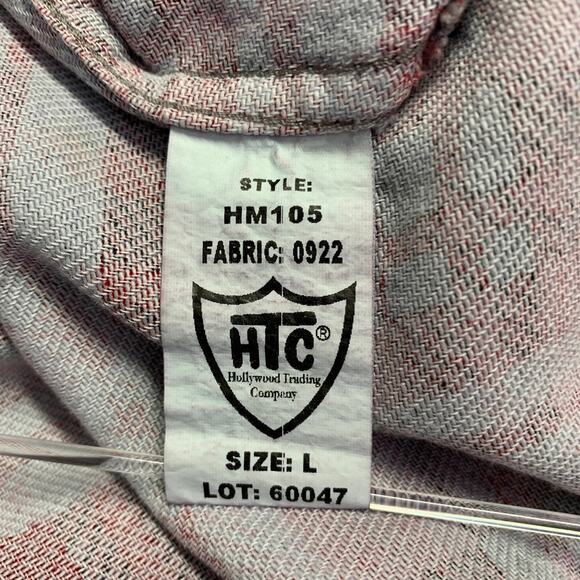 STYLE:
HM105
FABRIC: 0922
HTC®
Hollywood Trading
Company
SIZE: L
LOT: 60047